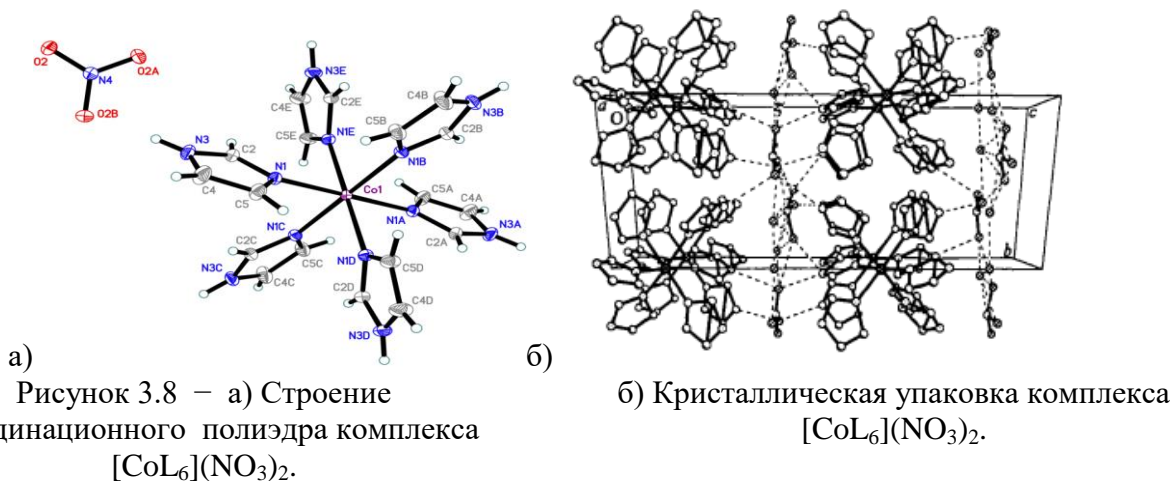 O2
O2A
N4
O2B
N3E
C4E
C2E
C5E
N1E
C4B
N3B
C5B
C2B
N1B
N3
C2
N1
C4
C5
Co1
C5A
C4A
N1A
N3A
C2A
N1C
C2C
C5C
N3C
C4C
N1D
C5D
C2D
C4D
N3D
a
O
c
b
а)
б)
Рисунок 3.8 − а) Строение
динационного полиэдра комплекса
[CoL₆](NO₃)₂.
б) Кристаллическая упаковка комплекса
[CoL₆](NO₃)₂.